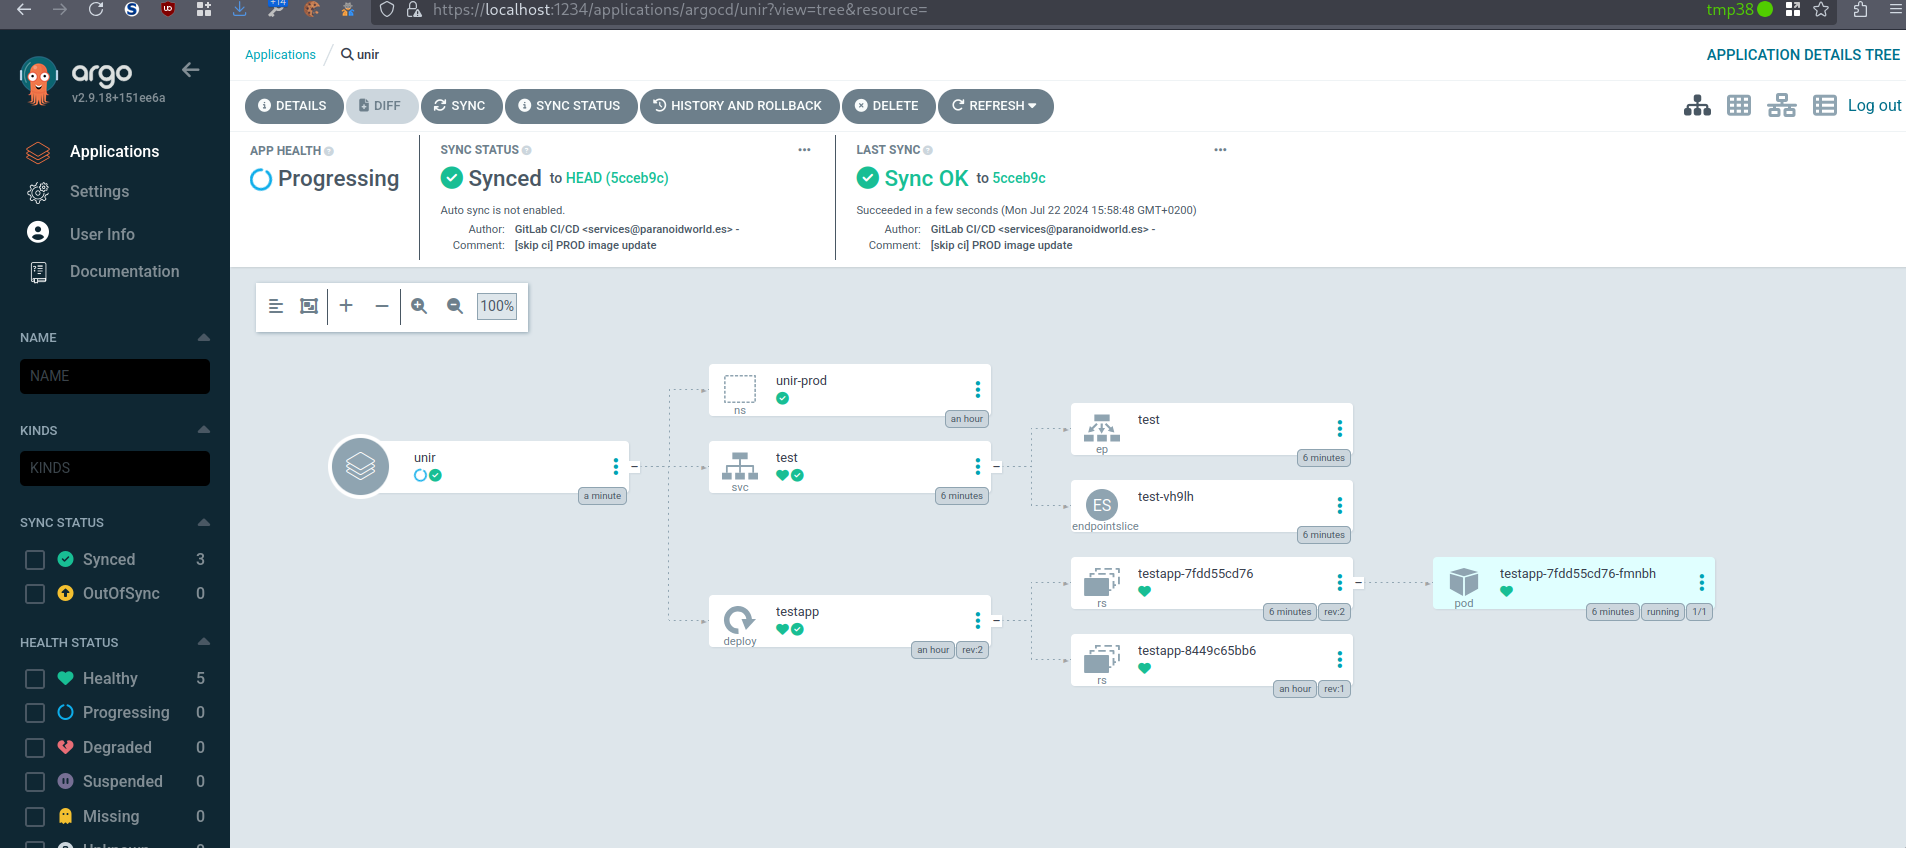 https://localhost:1234/applications/argocd/unir?view=tree&resource=
tmp38
+14
argo
v2.9.18+151ee6a
Applications
Settings
User Info
Documentation
NAME
NAME
KINDS
KINDS
SYNC STATUS
Synced 3
OutOfSync 0
HEALTH STATUS
Healthy 5
Progressing 0
Degraded 0
Suspended 0
Missing 0
Applications / unir
APPLICATION DETAILS TREE
DETAILS DIFF SYNC SYNC STATUS HISTORY AND ROLLBACK DELETE REFRESH
Log out
APP HEALTH
Progressing
SYNC STATUS
Synced to HEAD (5cceb9c)
Auto sync is not enabled.
Author: GitLab CI/CD <services@paranoidworld.es> -
Comment: [skip ci] PROD image update
LAST SYNC
Sync OK to 5cceb9c
Succeeded in a few seconds (Mon Jul 22 2024 15:58:48 GMT+0200)
Author: GitLab CI/CD <services@paranoidworld.es> -
Comment: [skip ci] PROD image update
100%
unir
a minute
unir-prod
ns
an hour
test
svc
6 minutes
testapp
deploy
an hour rev:2
test
ep
6 minutes
ES
test-vh9lh
endpointslice
6 minutes
testapp-7fdd55cd76
rs
6 minutes rev:2
testapp-8449c65bb6
rs
an hour rev:1
testapp-7fdd55cd76-fmnbh
pod
6 minutes running 1/1